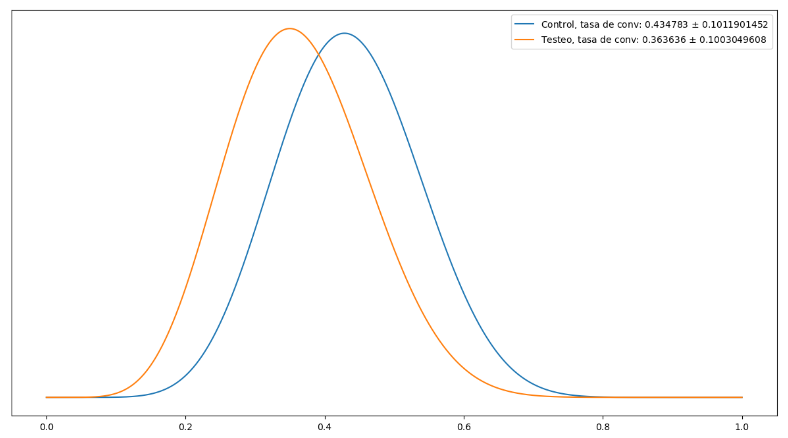 Control, tasa de conv: 0.434783 ± 0.1011901452
Testeo, tasa de conv: 0.363636 ± 0.1003049608
0.0 0.2 0.4 0.6 0.8 1.0